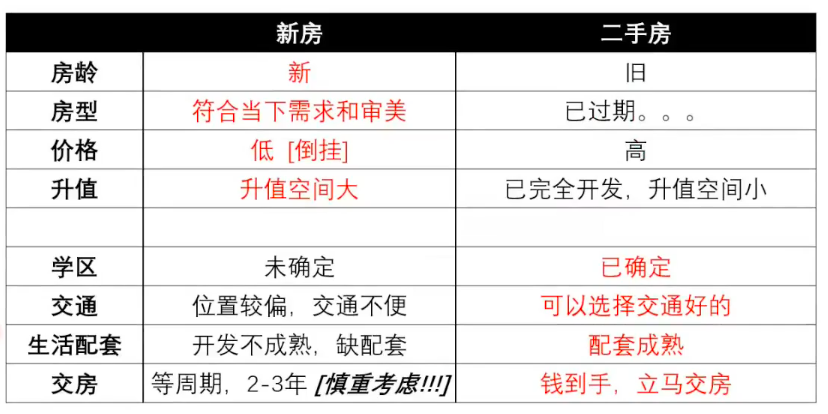 新房 二手房
房龄 新 旧
房型 符合当下需求和审美 已过期。。。
价格 低 [倒挂] 高
升值 升值空间大 已完全开发，升值空间小
学区 未确定 已确定
交通 位置较偏，交通不便 可以选择交通好的
生活配套 开发不成熟，缺配套 配套成熟
交房 等周期，2-3年 [慎重考虑!!!] 钱到手，立马交房